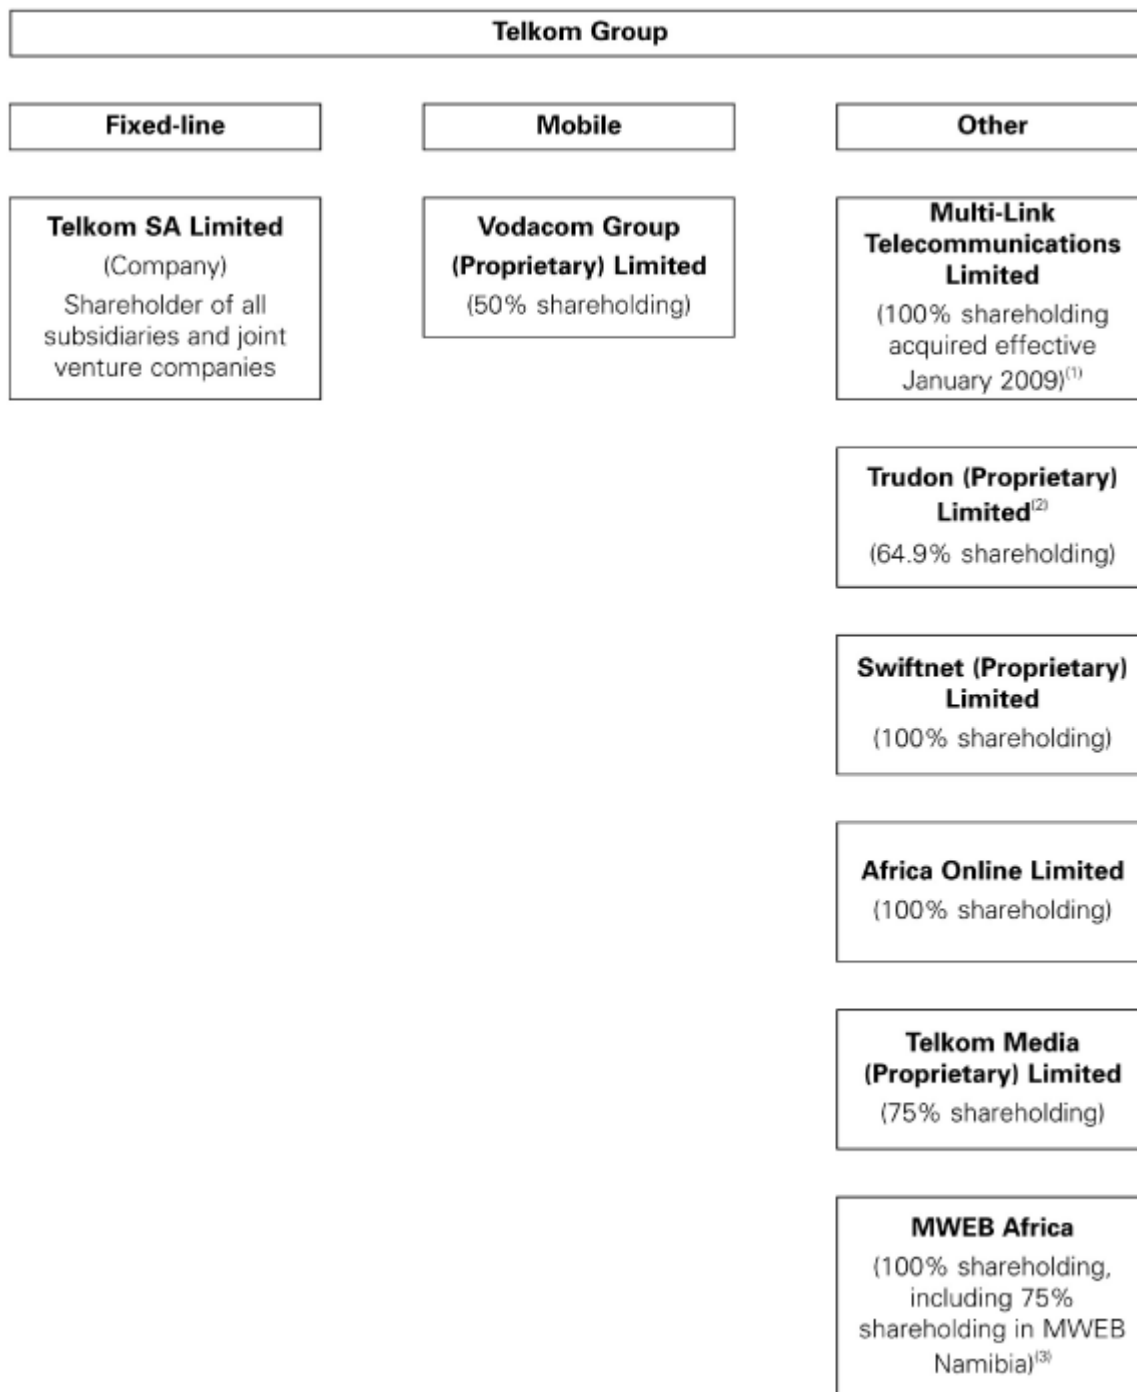 Telkom Group
Fixed-line
Mobile
Other
Telkom SA Limited
(Company)
Shareholder of all
subsidiaries and joint
venture companies
Vodacom Group
(Proprietary) Limited
(50% shareholding)
Multi-Link
Telecommunications
Limited
(100% shareholding
acquired effective
January 2009)(1)
Trudon (Proprietary)
Limited(2)
(64.9% shareholding)
Swiftnet (Proprietary)
Limited
(100% shareholding)
Africa Online Limited
(100% shareholding)
Telkom Media
(Proprietary) Limited
(75% shareholding)
MWEB Africa
(100% shareholding,
including 75%
shareholding in MWEB
Namibia)(3)